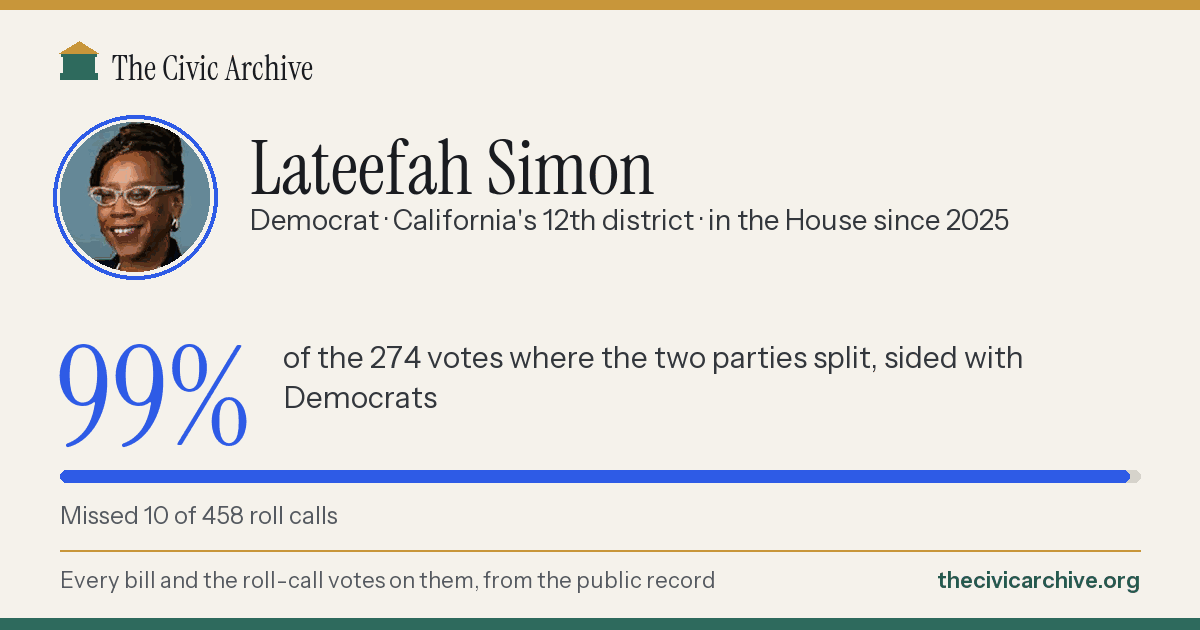 The Civic Archive
Lateefah Simon
Democrat · California's 12th district · in the House since 2025
99%
of the 274 votes where the two parties split, sided with
Democrats
Missed 10 of 458 roll calls
Every bill and the roll-call votes on them, from the public record
thecivicarchive.org